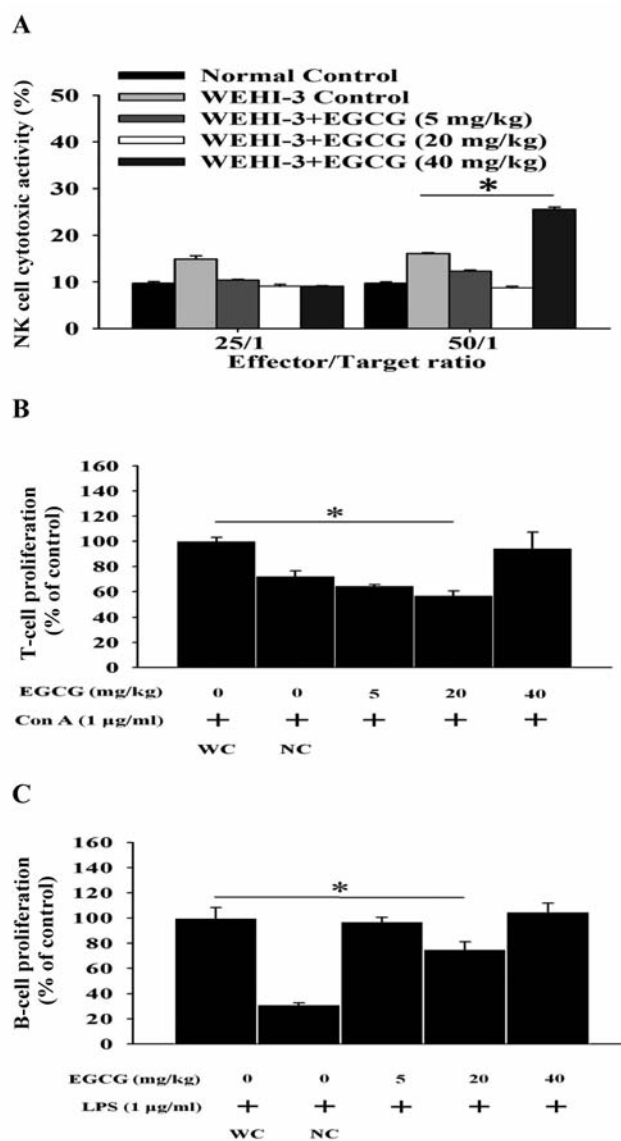 A
Normal Control
WEHI-3 Control
WEHI-3+EGCG (5 mg/kg)
WEHI-3+EGCG (20 mg/kg)
WEHI-3+EGCG (40 mg/kg)
NK cell cytotoxic activity (%)
50
40
30
20
10
0
*
25/1 50/1
Effector/Target ratio
B
T-cell proliferation
(% of control)
160
140
120
100
80
60
40
20
0
*
EGCG (mg/kg) 0 0 5 20 40
Con A (1 µg/ml) + + + + +
WC NC
C
B-cell proliferation
(% of control)
160
140
120
100
80
60
40
20
0
*
EGCG (mg/kg) 0 0 5 20 40
LPS (1 µg/ml) + + + + +
WC NC